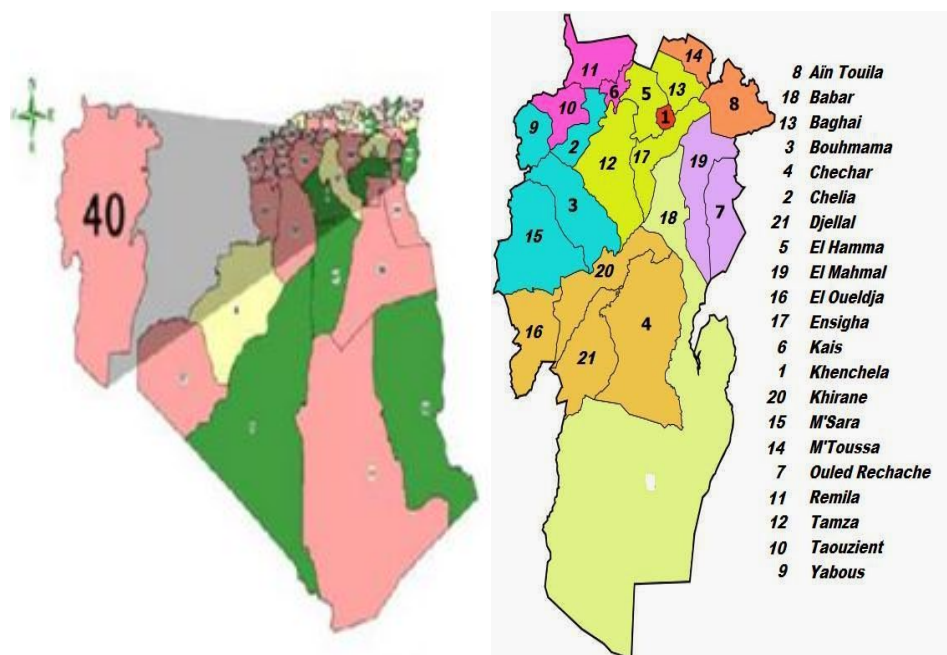 40
11
14
6
5
13
10
1
8
9
2
12
17
19
7
3
18
15
20
4
16
21
8 Aïn Touila
18 Babar
13 Baghai
3 Bouhmama
4 Chechar
2 Chelia
21 Djellal
5 El Hamma
19 El Mahmal
16 El Oueldja
17 Ensigha
6 Kais
1 Khenchela
20 Khirane
15 M'Sara
14 M'Toussa
7 Ouled Rechache
11 Remila
12 Tamza
10 Taouzient
9 Yabous